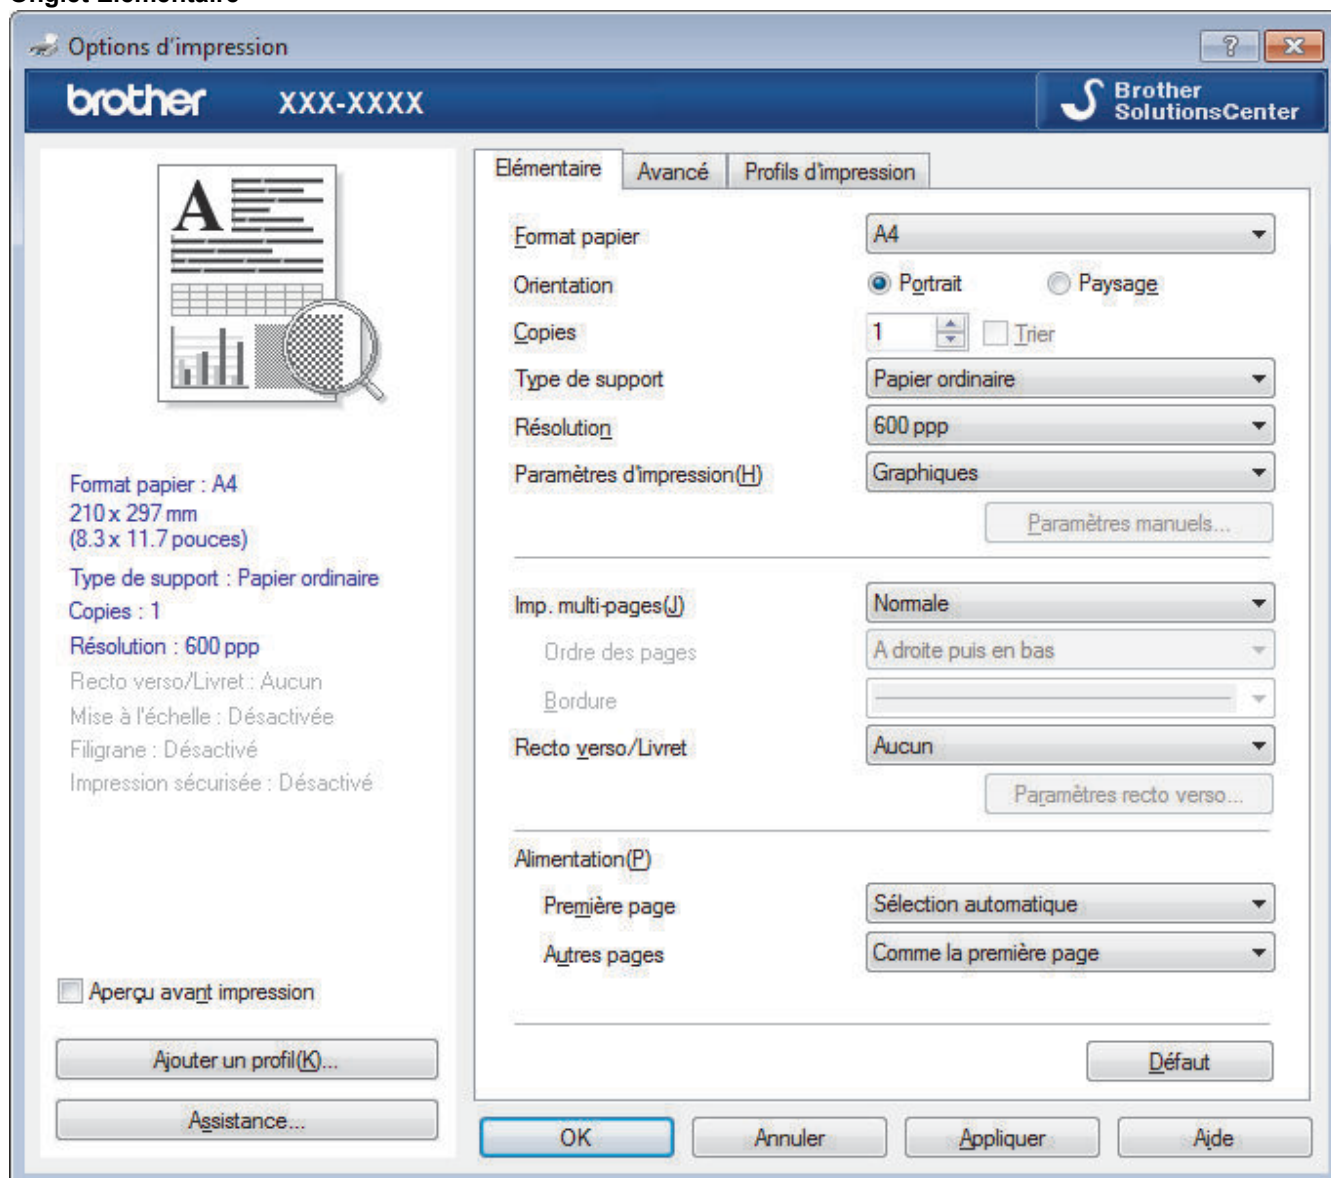 Options d'impression
brother XXX-XXXX
Brother
SolutionsCenter
A
Format papier : A4
210 x 297 mm
(8.3 x 11.7 pouces)
Type de support : Papier ordinaire
Copies : 1
Résolution : 600 ppp
Recto verso/Livret : Aucun
Mise à l'échelle : Désactivée
Filigrane : Désactivé
Impression sécurisée : Désactivé
Aperçu avant impression
Ajouter un profil(K)...
Assistance...
Elémentaire Avancé Profils d'impression
Format papier A4
Orientation Portrait Paysage
Copies 1 Trier
Type de support Papier ordinaire
Résolution 600 ppp
Paramètres d'impression(H) Graphiques
Paramètres manuels...
Imp. multi-pages(J) Normale
Ordre des pages A droite puis en bas
Bordure
Recto verso/Livret Aucun
Paramètres recto verso...
Alimentation(P)
Première page Sélection automatique
Autres pages Comme la première page
Défaut
OK Annuler Appliquer Aide